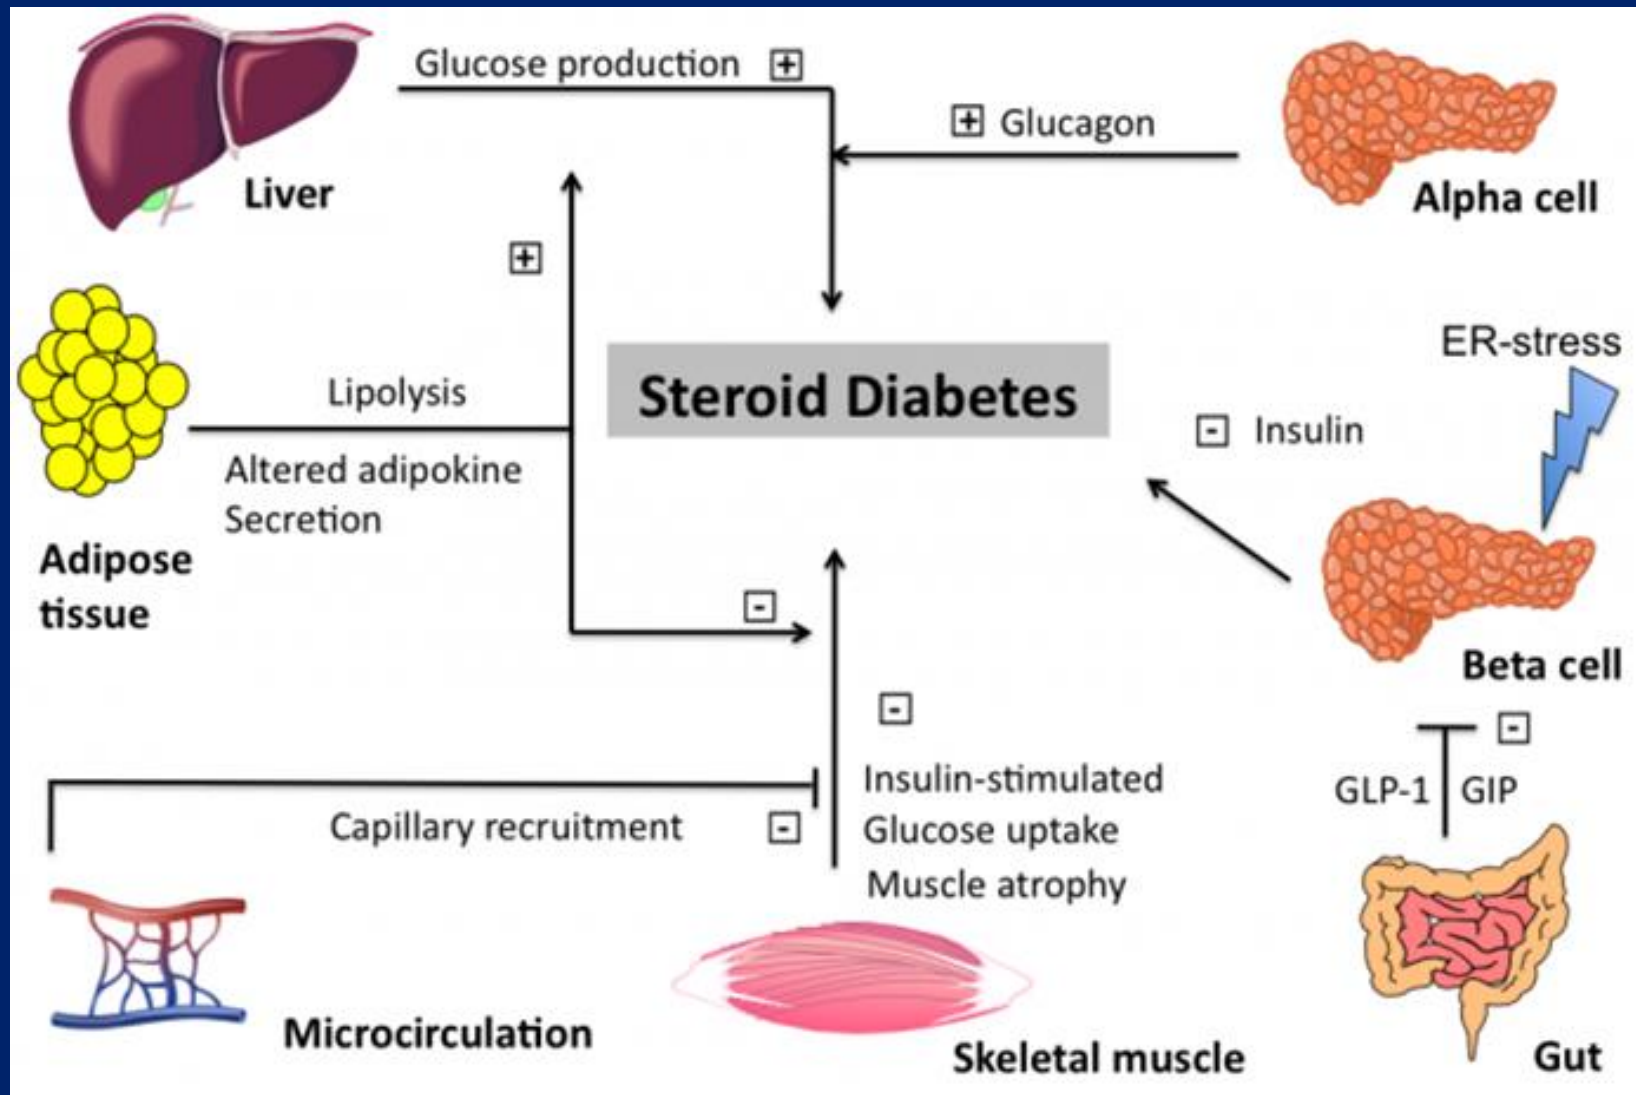 Glucose production +
+ Glucagon
Liver
Alpha cell
+
ER-stress
Lipolysis
Steroid Diabetes
- Insulin
Altered adipokine
Secretion
Adipose
tissue
-
Beta cell
-
-
Insulin-stimulated
GLP-1 GIP
Capillary recruitment -
Glucose uptake
Muscle atrophy
Microcirculation
Skeletal muscle
Gut